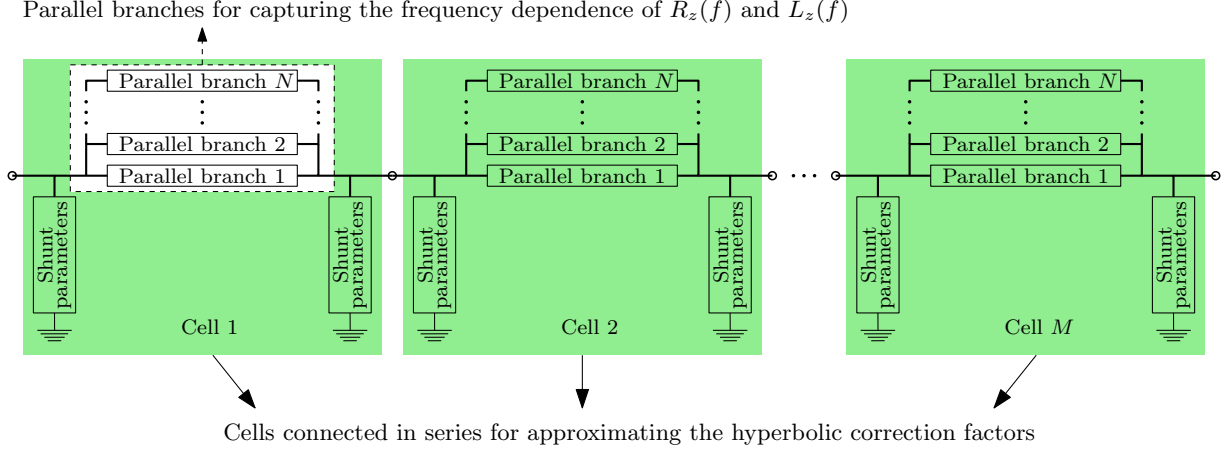 Parallel branches for capturing the frequency dependence of R_z(f) and L_z(f)
Parallel branch N
Parallel branch 2
Parallel branch 1
Shunt parameters
Shunt parameters
Cell 1
Parallel branch N
Parallel branch 2
Parallel branch 1
Shunt parameters
Shunt parameters
Cell 2
Parallel branch N
Parallel branch 2
Parallel branch 1
Shunt parameters
Shunt parameters
Cell M
Cells connected in series for approximating the hyperbolic correction factors